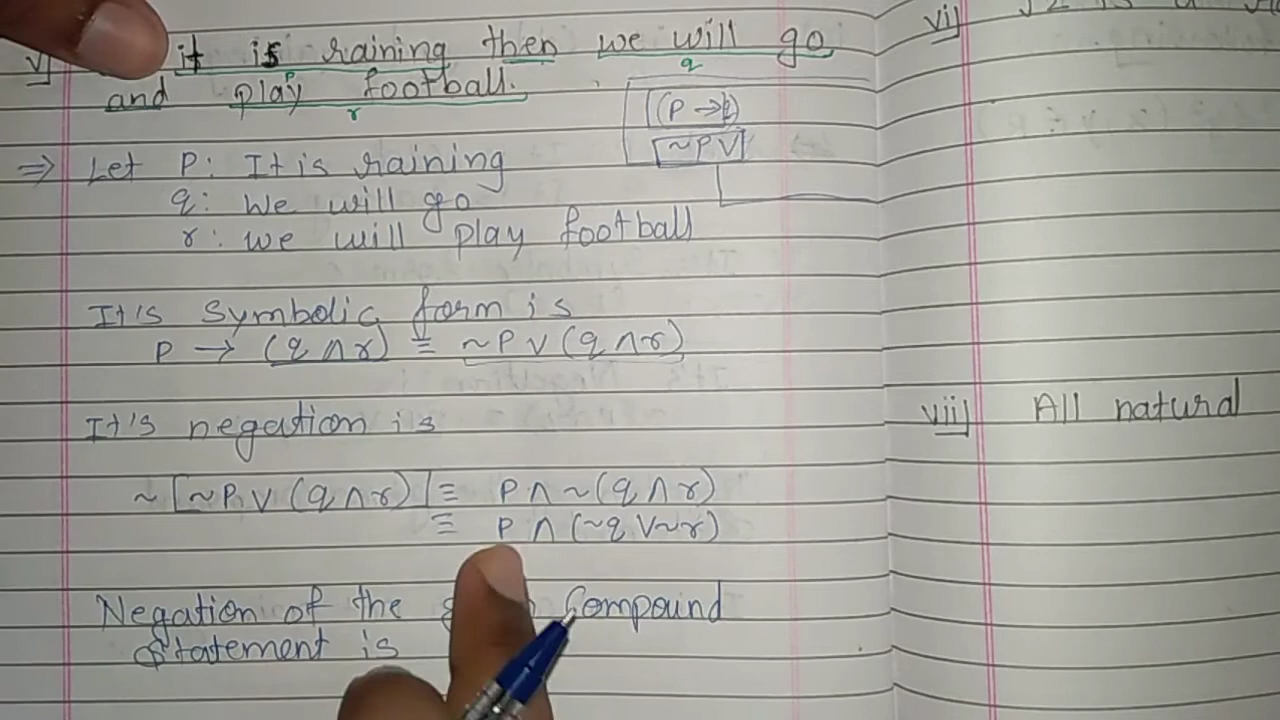 v) it is raining then we will go
p q
and play football.
r
[(P →
[~P V]
⇒ Let P: It is raining
q: we will go
r: we will play football
It's Symbolic form is
P → (q ∧ r) ≡ ~P V (q ∧ r)
It's negation is
~ [~P V (q ∧ r)] ≡ P ∧ ~(q ∧ r)
≡ P ∧ (~q V ~r)
Negation of the Compound
Statement is
vi)
vii) All natural